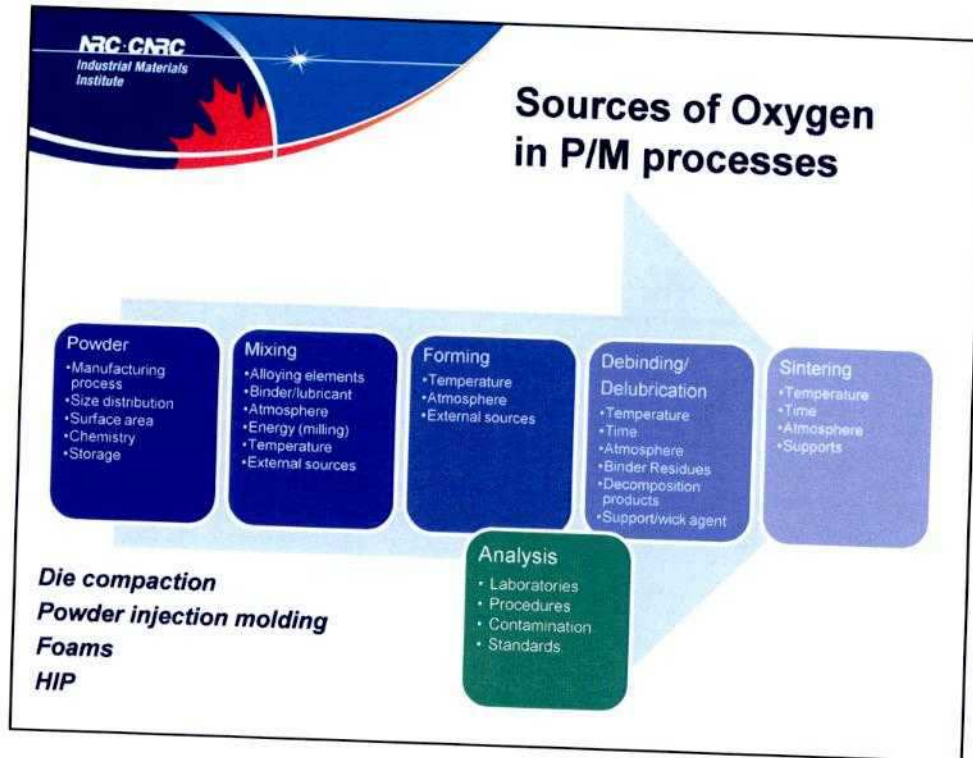 NRC·CNRC
Industrial Materials
Institute
Sources of Oxygen
in P/M processes
Powder
•Manufacturing
process
•Size distribution
•Surface area
•Chemistry
•Storage
Mixing
•Alloying elements
•Binder/lubricant
•Atmosphere
•Energy (milling)
•Temperature
•External sources
Forming
•Temperature
•Atmosphere
•External sources
Debinding/
Delubrication
•Temperature
•Time
•Atmosphere
•Binder Residues
•Decomposition
products
•Support/wick agent
Sintering
•Temperature
•Time
•Atmosphere
•Supports
Analysis
• Laboratories
• Procedures
• Contamination
• Standards
Die compaction
Powder injection molding
Foams
HIP